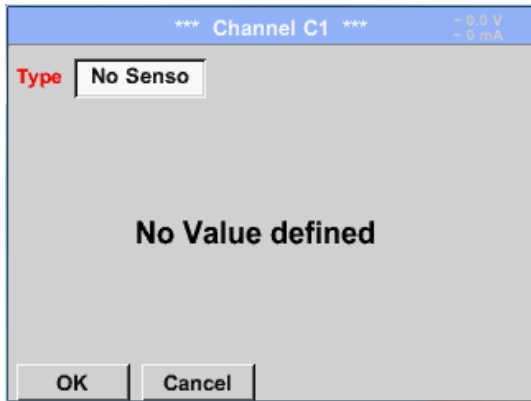 *** Channel C1 ***
~ 0.0 V
~ 0 mA
Type No Senso
No Value defined
OK Cancel